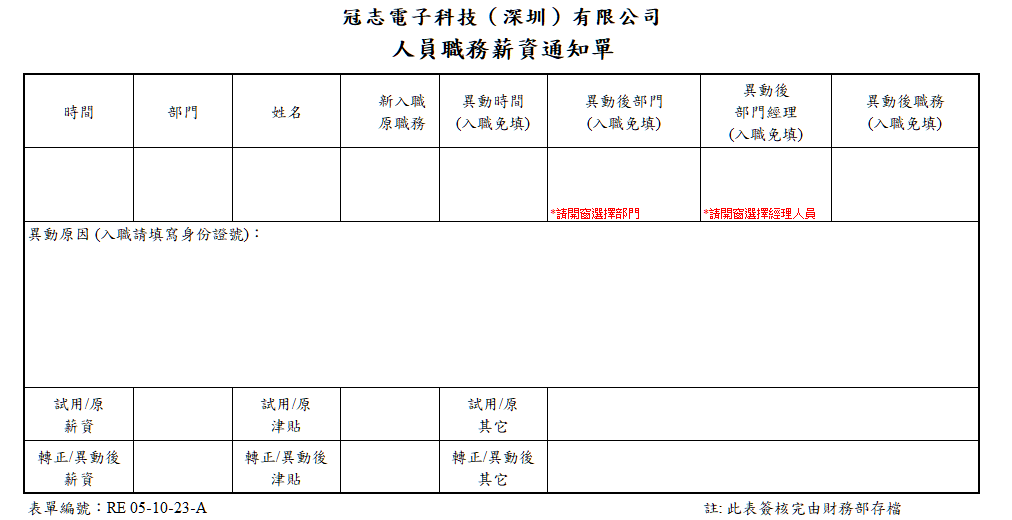 冠志電子科技（深圳）有限公司
人員職務薪資通知單
時間
部門
姓名
新入職
原職務
異動時間
(入職免填)
異動後部門
(入職免填)
異動後
部門經理
(入職免填)
異動後職務
(入職免填)
*請開窗選擇部門
*請開窗選擇經理人員
異動原因 (入職請填寫身份證號)：
試用/原
薪資
試用/原
津貼
試用/原
其它
轉正/異動後
薪資
轉正/異動後
津貼
轉正/異動後
其它
表單編號：RE 05-10-23-A
註: 此表簽核完由財務部存檔